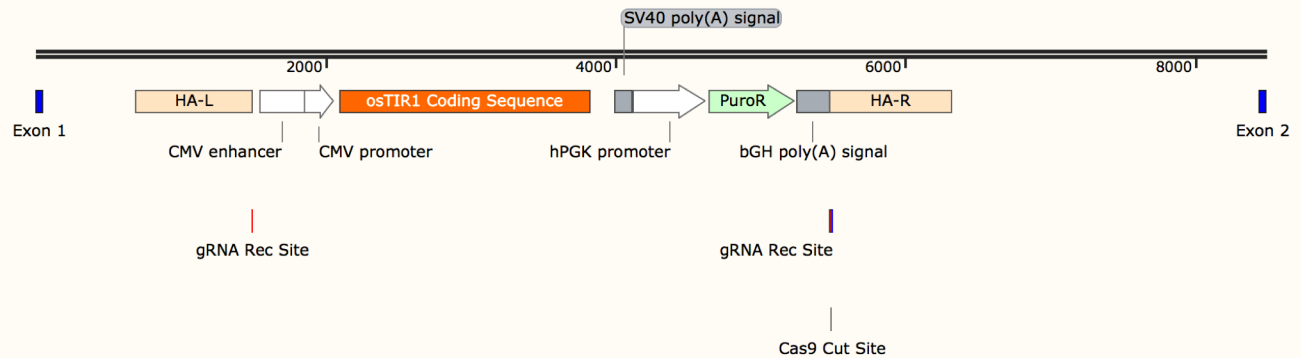 SV40 poly(A) signal
2000
4000
6000
8000
HA-L
osTIR1 Coding Sequence
PuroR
HA-R
Exon 1
Exon 2
CMV enhancer
CMV promoter
hPGK promoter
bGH poly(A) signal
gRNA Rec Site
gRNA Rec Site
Cas9 Cut Site